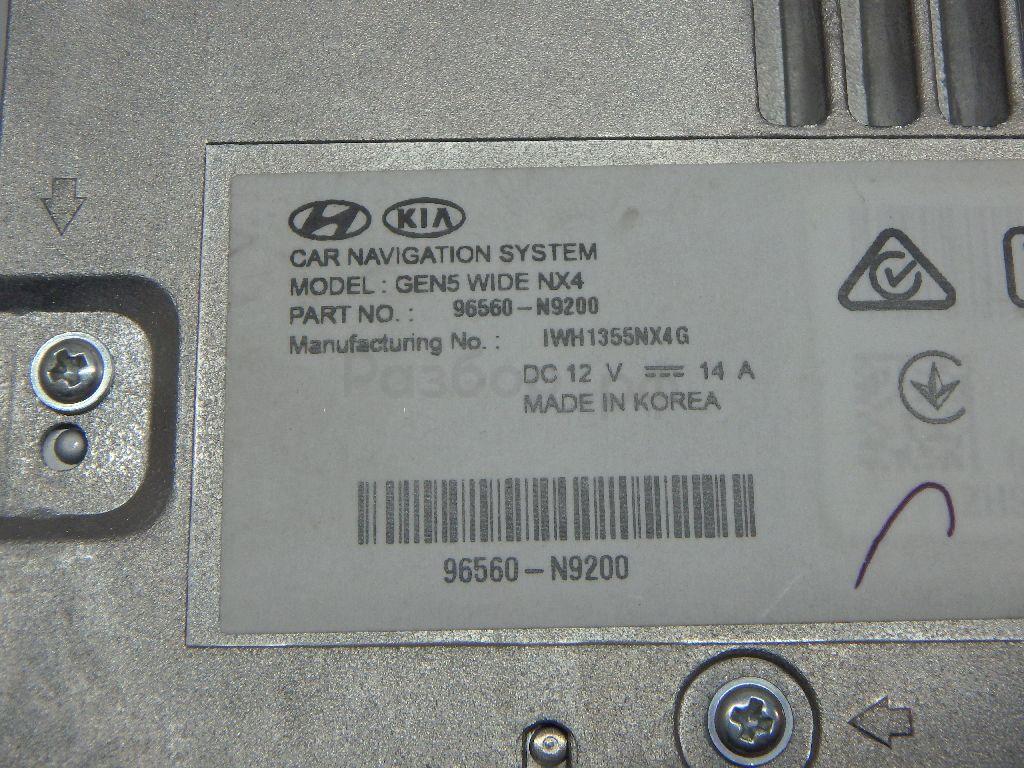 KIA
CAR NAVIGATION SYSTEM
MODEL : GEN5 WIDE NX4
PART NO. : 96560-N9200
Manufacturing No. : IWH1355NX4G
DC 12 V 14 A
MADE IN KOREA
96560-N9200